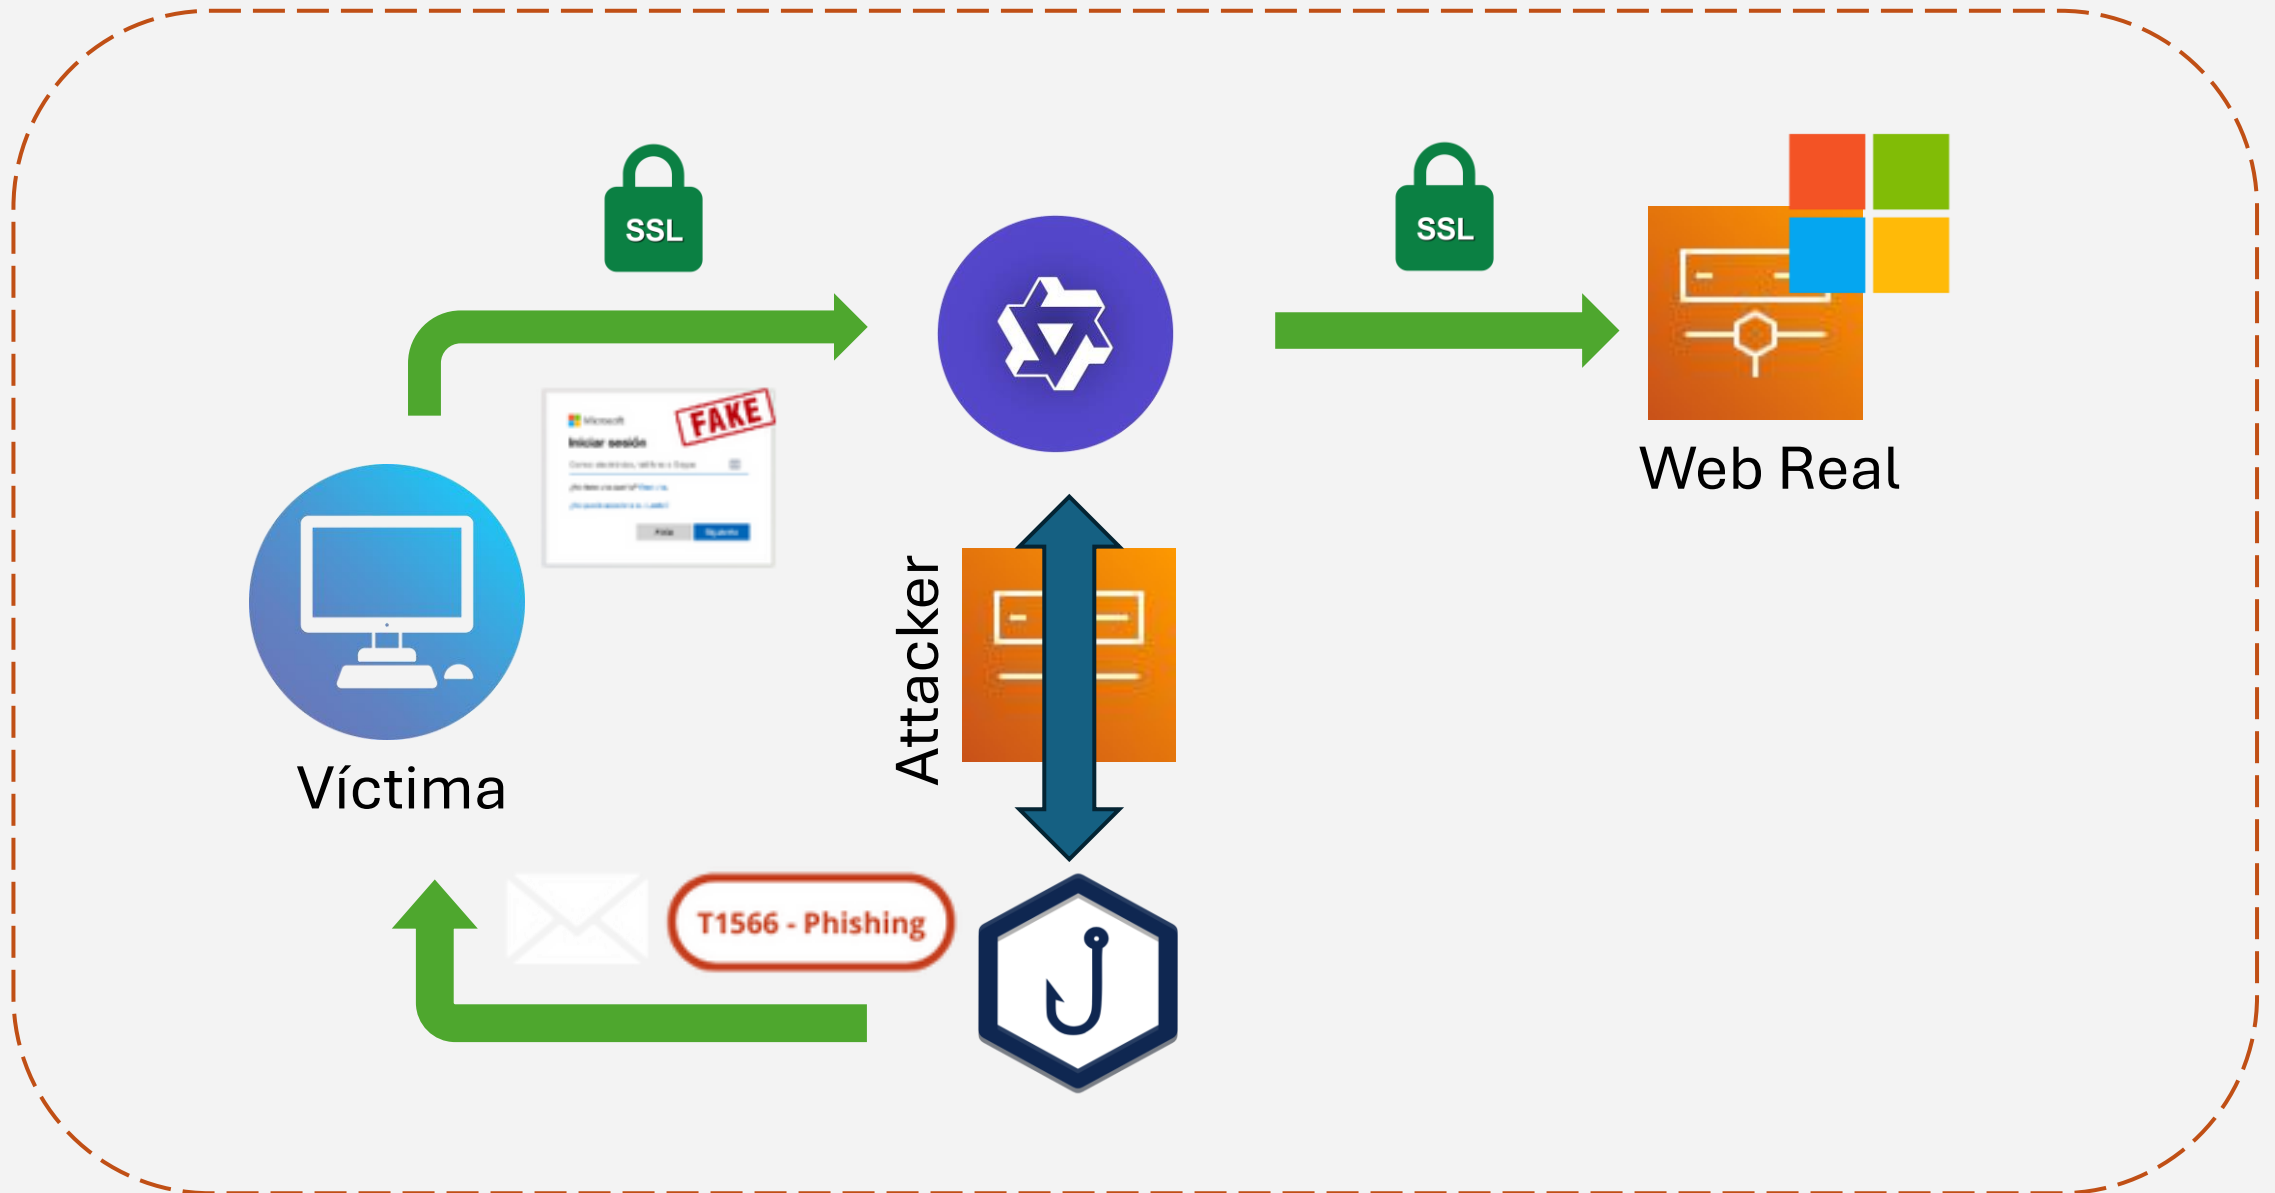 SSL
SSL
Microsoft
FAKE
Iniciar sesión
Web Real
Attacker
Víctima
T1566 - Phishing